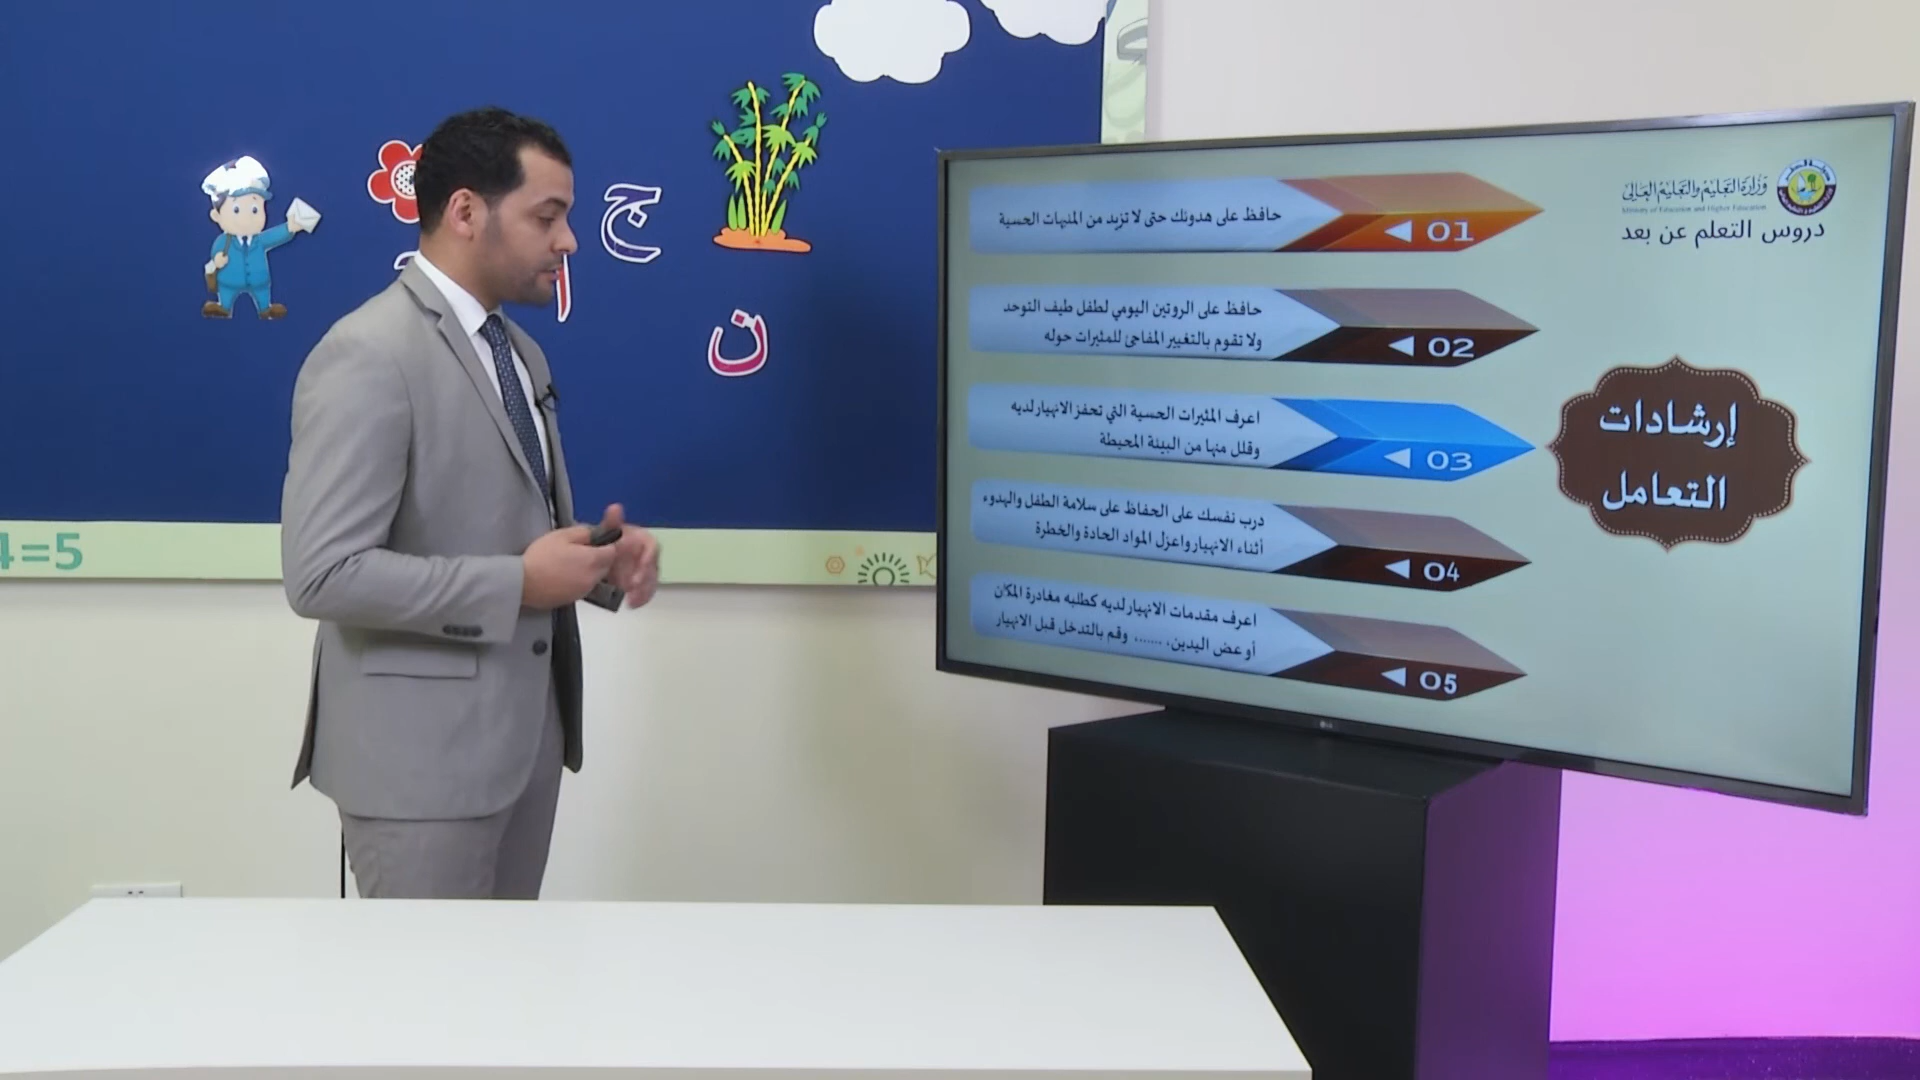 وزارة التعليم والتعليم العالي
Ministry of Education and Higher Education
دروس التعلم عن بعد
إرشادات
التعامل
01
حافظ على هدوئك حتى لا تزيد من المنبهات الحسية
02
حافظ على الروتين اليومي لطفل طيف التوحد
ولا تقوم بالتغيير المفاجئ للمثيرات حوله
03
اعرف المثيرات الحسية التي تحفز الانهيار لديه
وقلل منها من البيئة المحيطة
04
درب نفسك على الحفاظ على سلامة الطفل والهدوء
أثناء الانهيار واعزل المواد الحادة والخطرة
05
اعرف مقدمات الانهيار لديه كطلبه مغادرة المكان
أو عض اليدين، ....... وقم بالتدخل قبل الانهيار
LG
ج
ا
ن
4=5